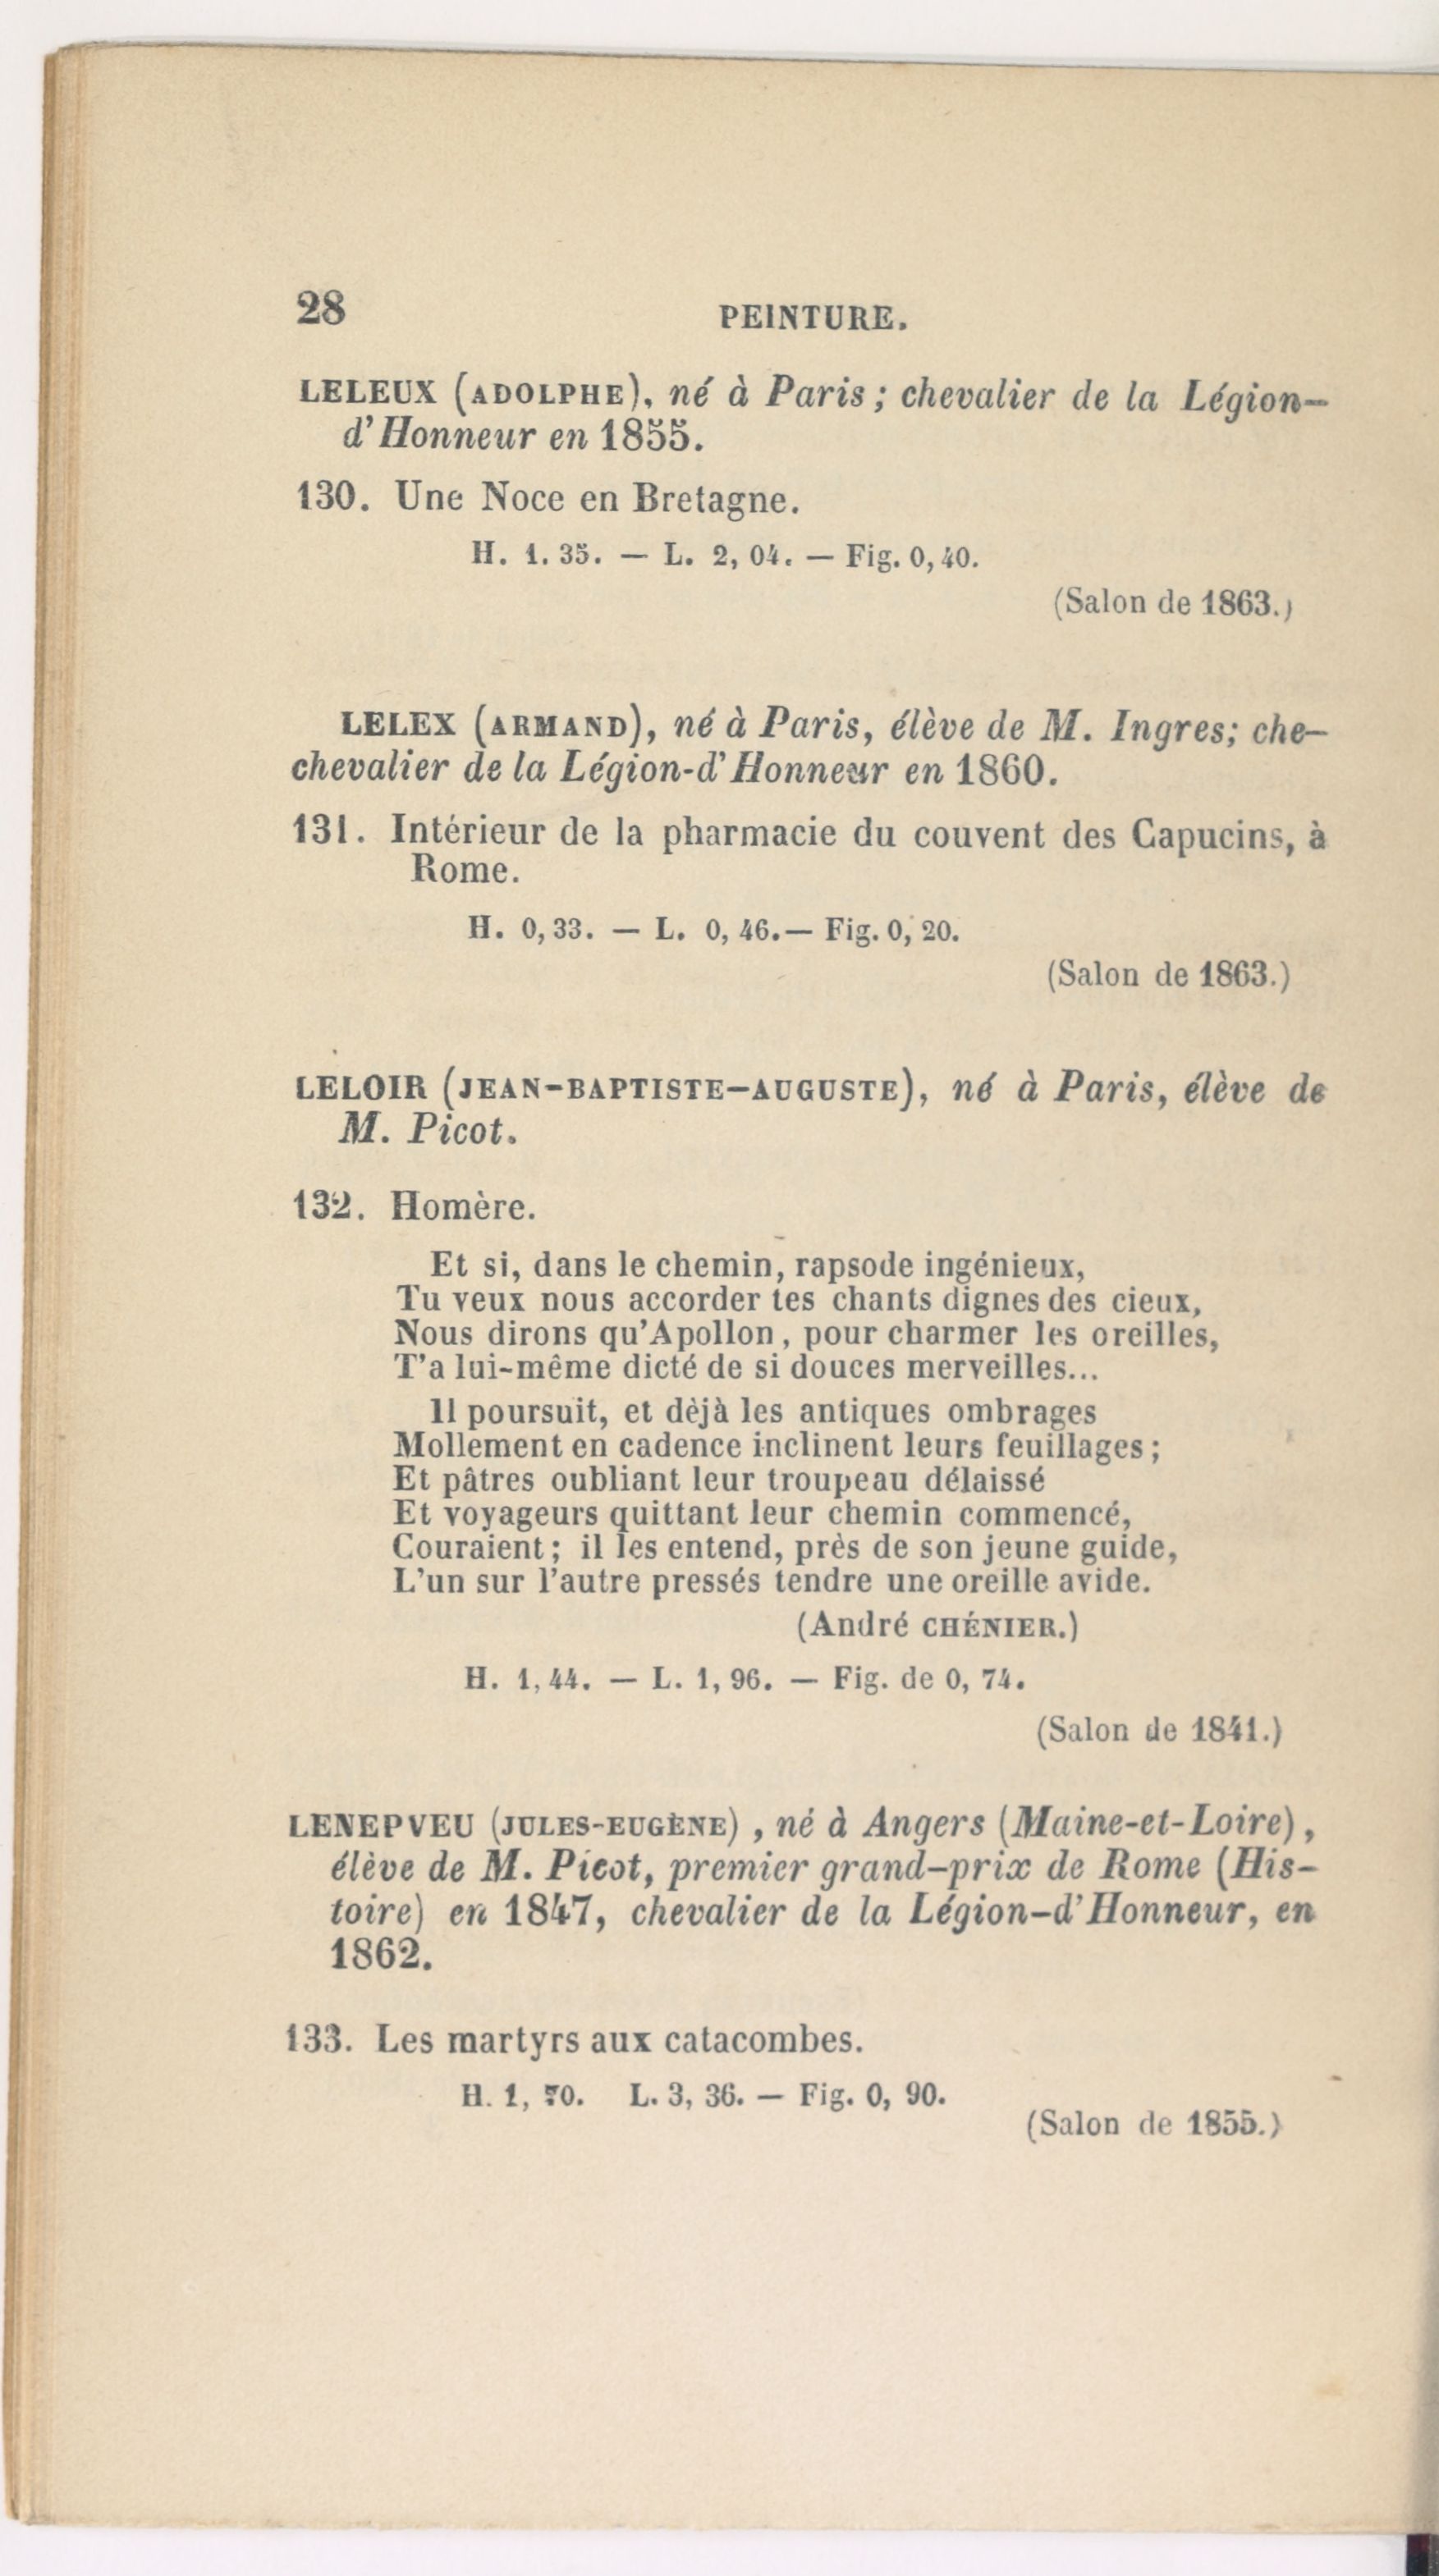 28 PEINTURE.
LELEUX (ADOLPHE), né à Paris; chevalier de la Légion-
d'Honneur en 1855.
130. Une Noce en Bretagne.
H. 1. 35. — L. 2, 04. — Fig. 0, 40.
(Salon de 1863.)
LELEX (ARMAND), né à Paris, élève de M. Ingres; che-
chevalier de la Légion-d'Honneur en 1860.
131. Intérieur de la pharmacie du couvent des Capucins, à
Rome.
H. 0, 33. — L. 0, 46. — Fig. 0, 20.
(Salon de 1863.)
LELOIR (JEAN-BAPTISTE-AUGUSTE), né à Paris, élève de
M. Picot.
132. Homère.
Et si, dans le chemin, rapsode ingénieux,
Tu veux nous accorder tes chants dignes des cieux,
Nous dirons qu'Apollon, pour charmer les oreilles,
T'a lui-même dicté de si douces merveilles...
Il poursuit, et dèjà les antiques ombrages
Mollement en cadence inclinent leurs feuillages;
Et pâtres oubliant leur troupeau délaissé
Et voyageurs quittant leur chemin commencé,
Couraient; il les entend, près de son jeune guide,
L'un sur l'autre pressés tendre une oreille avide.
(André CHÉNIER.)
H. 1, 44. — L. 1, 96. — Fig. de 0, 74.
(Salon de 1841.)
LENEPVEU (JULES-EUGÈNE), né à Angers (Maine-et-Loire),
élève de M. Picot, premier grand-prix de Rome (His-
toire) en 1847, chevalier de la Légion-d'Honneur, en
1862.
133. Les martyrs aux catacombes.
H. 1, 70. L. 3, 36. — Fig. 0, 90.
(Salon de 1855.)